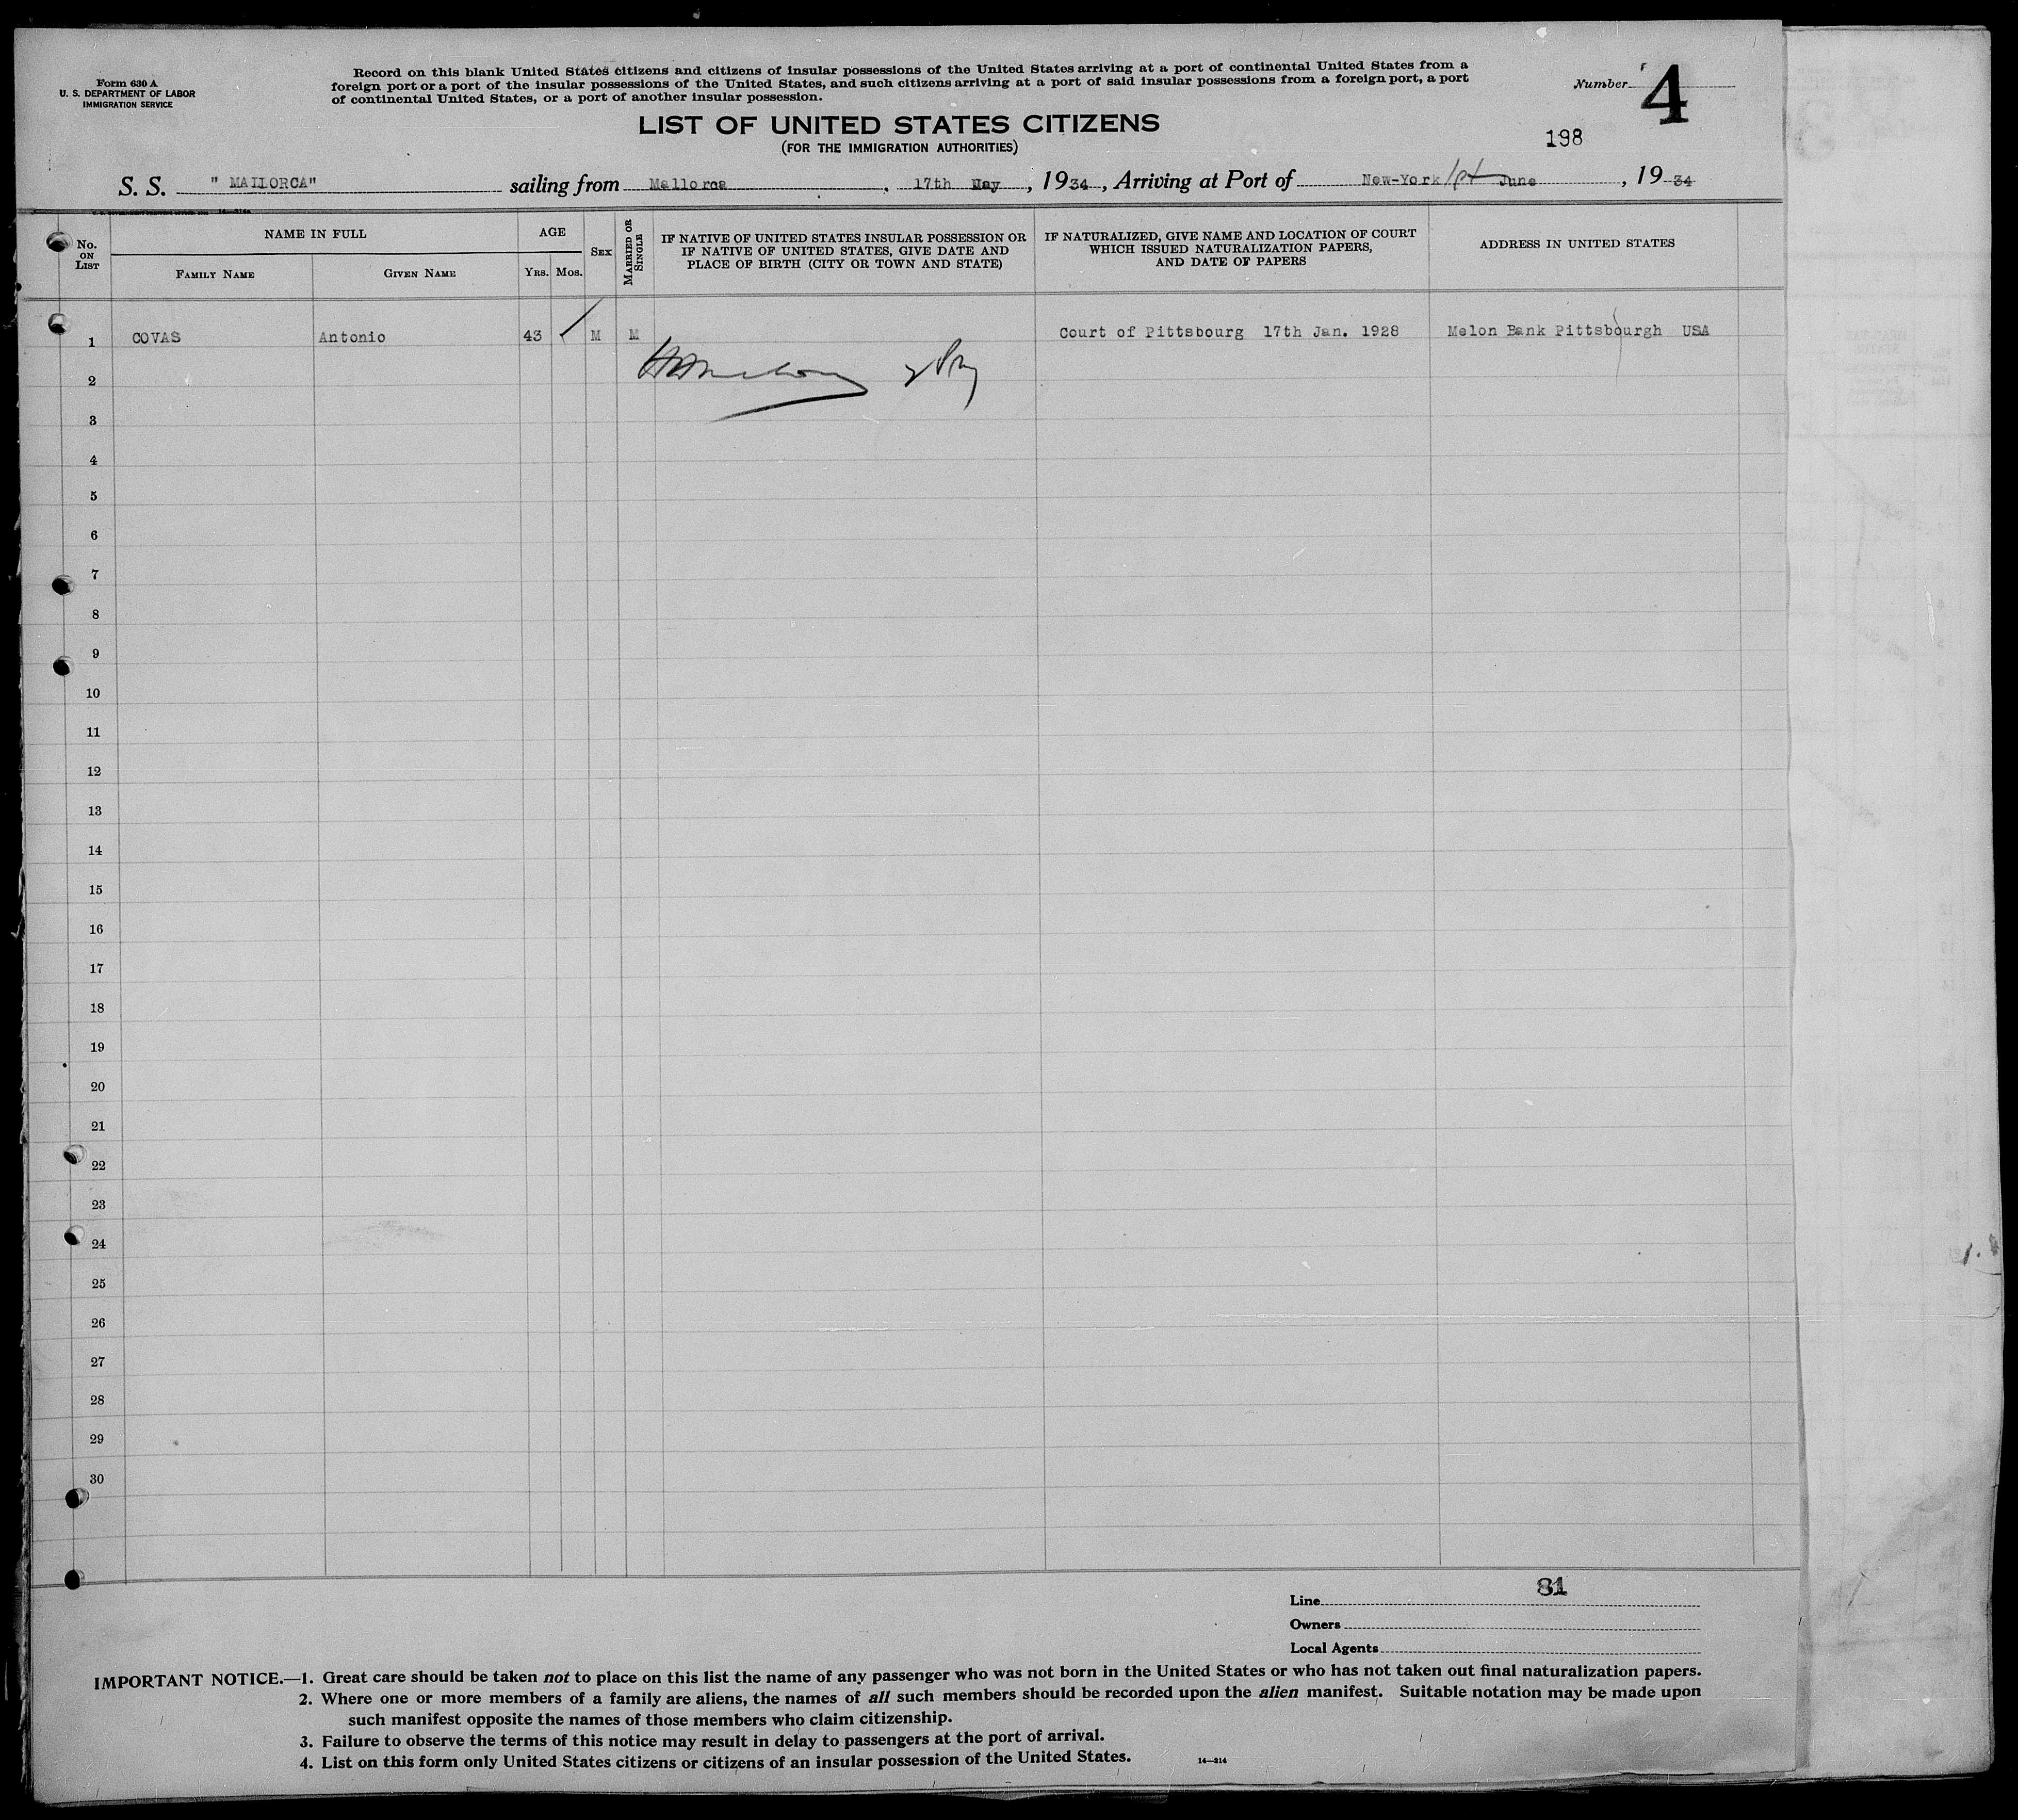 Form 630 A
U. S. DEPARTMENT OF LABOR
IMMIGRATION SERVICE
Record on this blank United States citizens and citizens of insular possessions of the United States arriving at a port of continental United States from a
foreign port or a port of the insular possessions of the United States, and such citizens arriving at a port of said insular possessions from a foreign port, a port
of continental United States, or a port of another insular possession.
Number 4
LIST OF UNITED STATES CITIZENS
(FOR THE IMMIGRATION AUTHORITIES)
198
S. S. " MALLORCA" sailing from Mallorca, 17th May, 1934, Arriving at Port of New-York 1st June, 1934
No. ON LIST
NAME IN FULL
FAMILY NAME
GIVEN NAME
AGE
YRS. MOS.
SEX
MARRIED OR SINGLE
IF NATIVE OF UNITED STATES INSULAR POSSESSION OR
IF NATIVE OF UNITED STATES, GIVE DATE AND
PLACE OF BIRTH (CITY OR TOWN AND STATE)
IF NATURALIZED, GIVE NAME AND LOCATION OF COURT
WHICH ISSUED NATURALIZATION PAPERS,
AND DATE OF PAPERS
ADDRESS IN UNITED STATES
1 COVAS Antonio 43 M M Court of Pittsbourg 17th Jan. 1928 Melon Bank Pittsbourgh USA
2
3
4
5
6
7
8
9
10
11
12
13
14
15
16
17
18
19
20
21
22
23
24
25
26
27
28
29
30
81
Line
Owners
Local Agents
IMPORTANT NOTICE.—1. Great care should be taken not to place on this list the name of any passenger who was not born in the United States or who has not taken out final naturalization papers.
2. Where one or more members of a family are aliens, the names of all such members should be recorded upon the alien manifest. Suitable notation may be made upon
such manifest opposite the names of those members who claim citizenship.
3. Failure to observe the terms of this notice may result in delay to passengers at the port of arrival.
4. List on this form only United States citizens or citizens of an insular possession of the United States.
14—214